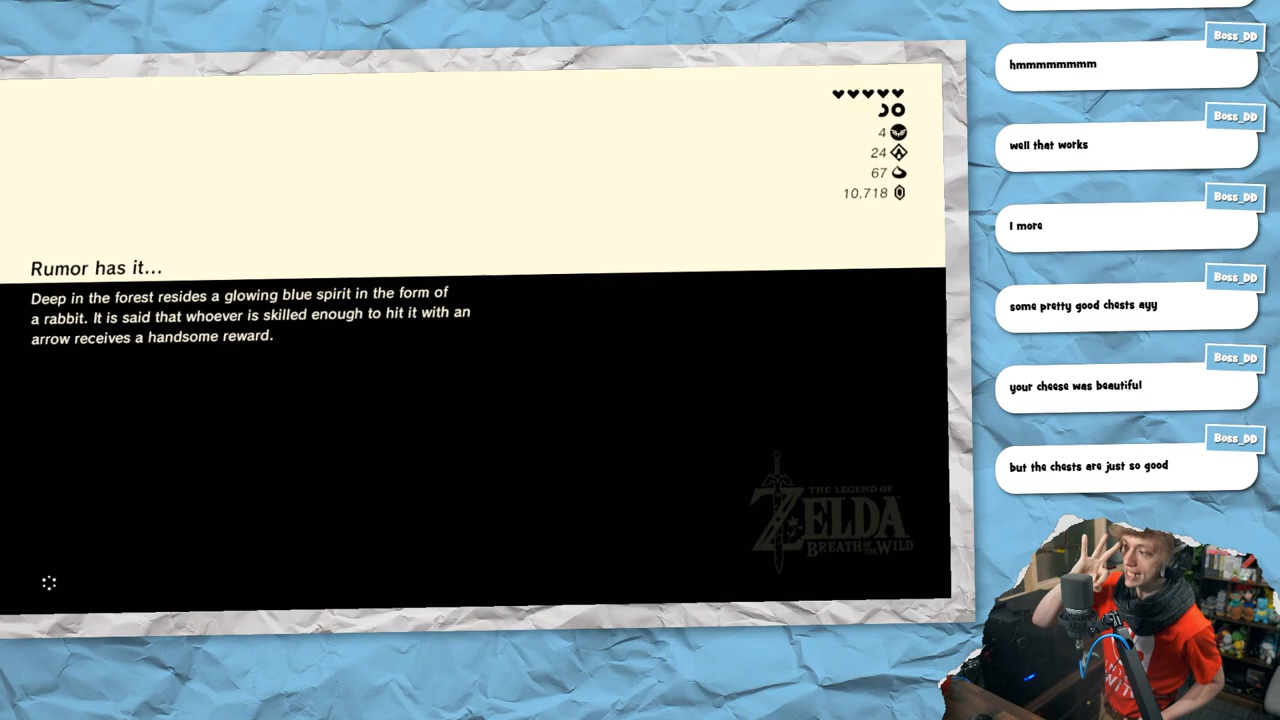 4
24
67
10,718
Rumor has it...
Deep in the forest resides a glowing blue spirit in the form of
a rabbit. It is said that whoever is skilled enough to hit it with an
arrow receives a handsome reward.
THE LEGEND OF
ZELDA
BREATH OF THE WILD
Boss_DD
hmmmmmmmm
Boss_DD
well that works
Boss_DD
1 more
Boss_DD
some pretty good chests ayy
Boss_DD
your cheese was beautiful
Boss_DD
but the chests are just so good